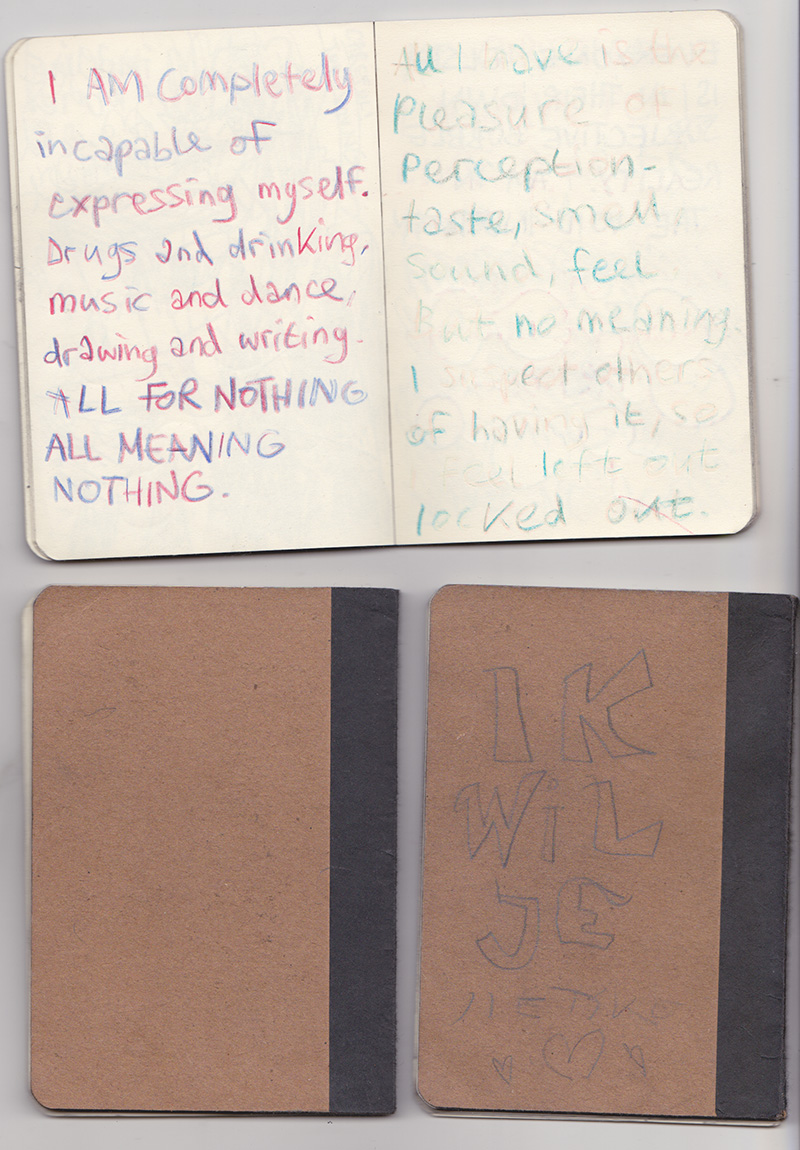 I AM Completely
incapable of
expressing myself.
Drugs and drinking,
music and dance,
drawing and writing.
ALL FOR NOTHING
ALL MEANING
NOTHING.
All I have is the
Pleasure of
Perception-
taste, smell
Sound, feel
But no meaning.
I suspect others
of having it, so
I feel left out
locked out.
IK
WiL
JE